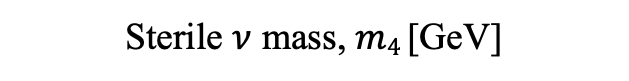 Sterile ν mass, m₄ [GeV]